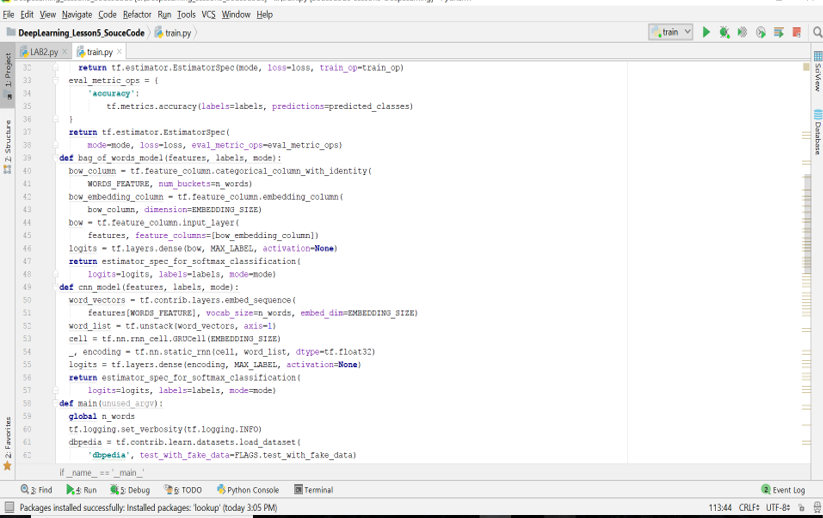 File Edit View Navigate Code Refactor Run Tools VCS Window Help
DeepLearning_Lesson5_SouceCode train.py train
LAB2.py train.py
1: Project
2: Structure
2: Favorites
SciView
Database
32 return tf.estimator.EstimatorSpec(mode, loss=loss, train_op=train_op)
33 eval_metric_ops = {
34 'accuracy':
35 tf.metrics.accuracy(labels=labels, predictions=predicted_classes)
36 }
37 return tf.estimator.EstimatorSpec(
38 mode=mode, loss=loss, eval_metric_ops=eval_metric_ops)
39 def bag_of_words_model(features, labels, mode):
40 bow_column = tf.feature_column.categorical_column_with_identity(
41 WORDS_FEATURE, num_buckets=n_words)
42 bow_embedding_column = tf.feature_column.embedding_column(
43 bow_column, dimension=EMBEDDING_SIZE)
44 bow = tf.feature_column.input_layer(
45 features, feature_columns=[bow_embedding_column])
46 logits = tf.layers.dense(bow, MAX_LABEL, activation=None)
47 return estimator_spec_for_softmax_classification(
48 logits=logits, labels=labels, mode=mode)
49 def cnn_model(features, labels, mode):
50 word_vectors = tf.contrib.layers.embed_sequence(
51 features[WORDS_FEATURE], vocab_size=n_words, embed_dim=EMBEDDING_SIZE)
52 word_list = tf.unstack(word_vectors, axis=1)
53 cell = tf.nn.rnn_cell.GRUCell(EMBEDDING_SIZE)
54 _, encoding = tf.nn.static_rnn(cell, word_list, dtype=tf.float32)
55 logits = tf.layers.dense(encoding, MAX_LABEL, activation=None)
56 return estimator_spec_for_softmax_classification(
57 logits=logits, labels=labels, mode=mode)
58 def main(unused_argv):
59 global n_words
60 tf.logging.set_verbosity(tf.logging.INFO)
61 dbpedia = tf.contrib.learn.datasets.load_dataset(
62 'dbpedia', test_with_fake_data=FLAGS.test_with_fake_data)
if __name__ == '__main__'
3: Find 4: Run 5: Debug 6: TODO Python Console Terminal 2 Event Log
Packages installed successfully: Installed packages: 'lookup' (today 3:05 PM) 113:44 CRLF UTF-8